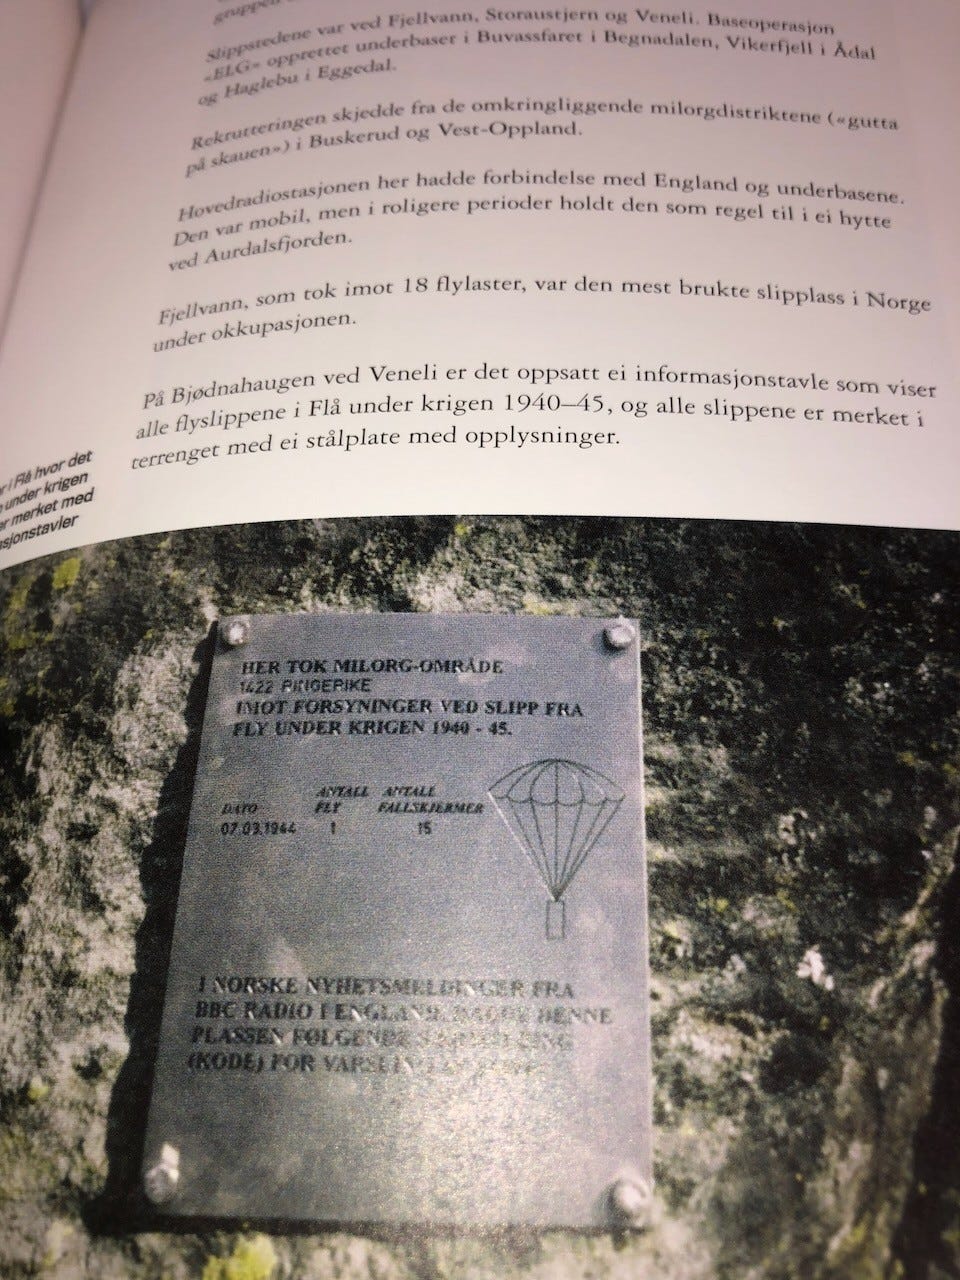 gruppen
Slippstedene var ved Fjellvann, Storaustjern og Veneli. Baseoperasjon
«ELG» opprettet underbaser i Buvassfaret i Begnadalen, Vikerfjell i Ådal
og Haglebu i Eggedal.
Rekrutteringen skjedde fra de omkringliggende milorgdistriktene («gutta
på skauen») i Buskerud og Vest-Oppland.
Hovedradiostasjonen her hadde forbindelse med England og underbasene.
Den var mobil, men i roligere perioder holdt den som regel til i ei hytte
ved Aurdalsfjorden.
Fjellvann, som tok imot 18 flylaster, var den mest brukte slipplass i Norge
under okkupasjonen.
På Bjødnahaugen ved Veneli er det oppsatt ei informasjonstavle som viser
alle flyslippene i Flå under krigen 1940–45, og alle slippene er merket i
terrenget med ei stålplate med opplysninger.
i Flå hvor det
under krigen
merket med
sjonstavler
HER TOK MILORG-OMRÅDE
1422 RINGERIKE
IMOT FORSYNINGER VED SLIPP FRA
FLY UNDER KRIGEN 1940 - 45.
ANTALL ANTALL
DATO FLY FALLSKJERMER
07.03.1944 1 15
I NORSKE NYHETSMELDINGER FRA
BBC RADIO I ENGLAND, HADDE DENNE
PLASSEN FØLGENDE
(KODE) FOR